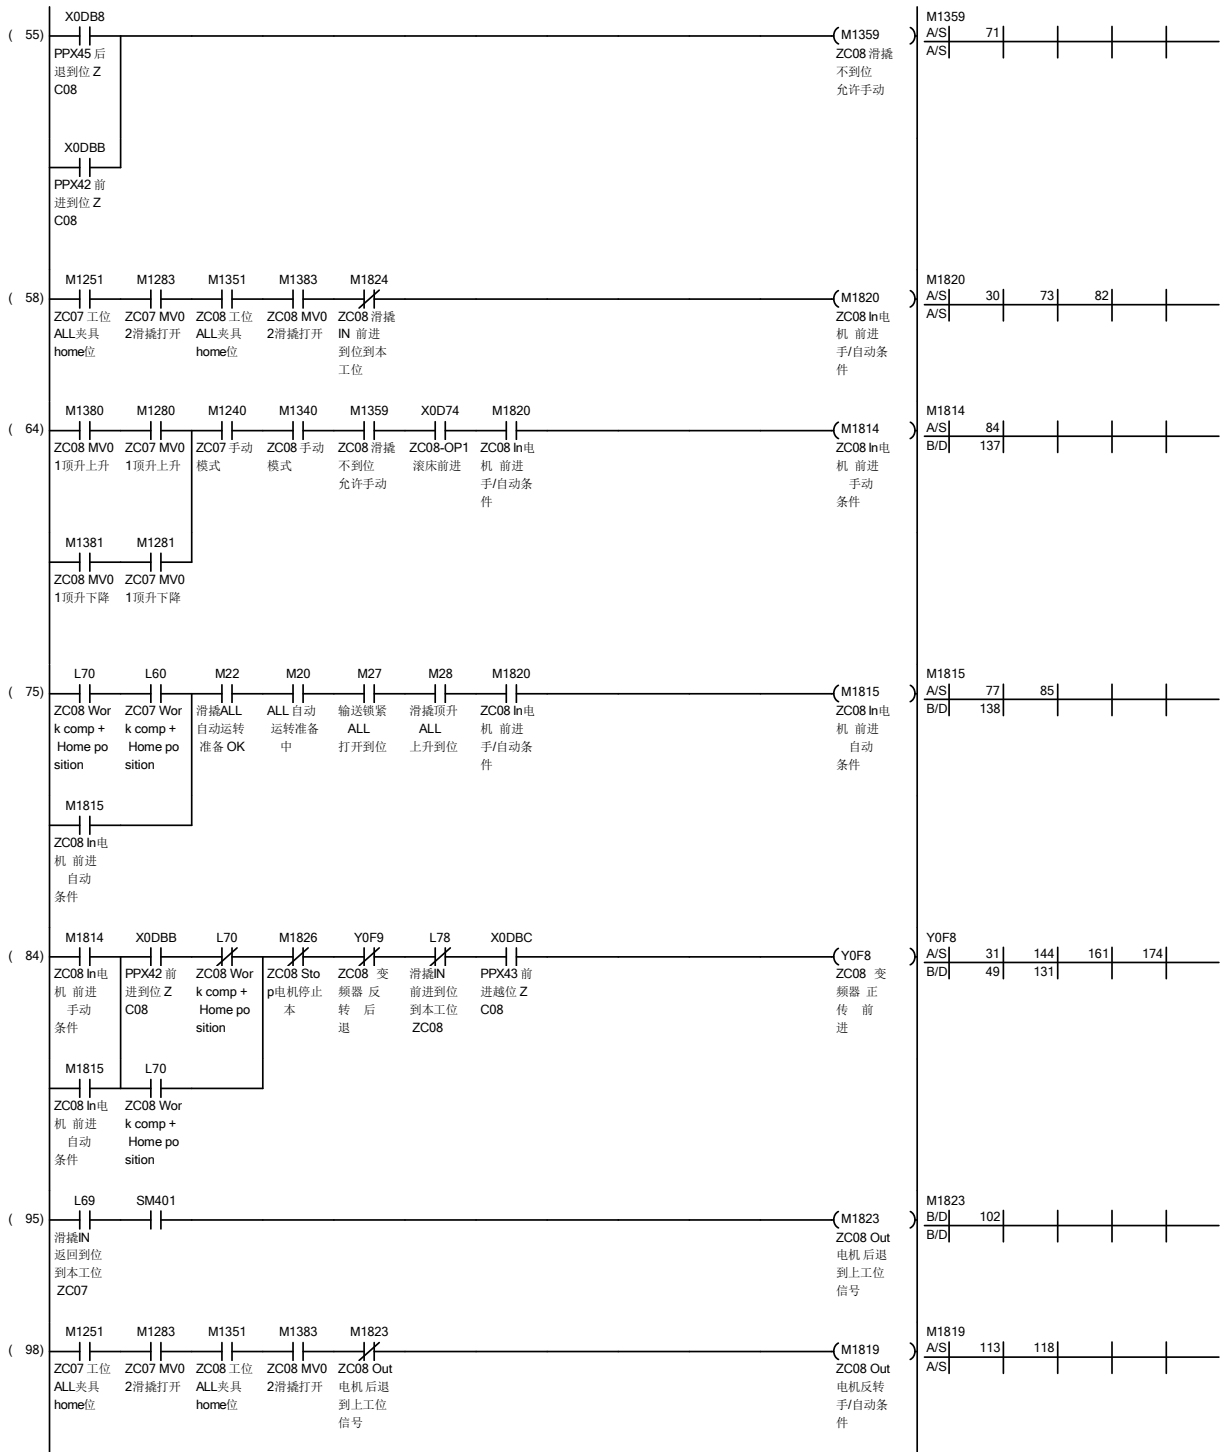 X0DB8
( 55)
M1359
PPX45 后
退到位 Z
C08
ZC08 滑撬
不到位
允许手动
M1359
A/S 71
A/S
X0DBB
PPX42 前
进到位 Z
C08
M1251 M1283 M1351 M1383 M1824
( 58)
M1820
ZC07 工位 ZC07 MV0 ZC08 工位 ZC08 MV0 ZC08 滑撬
ALL夹具 2滑撬打开 ALL夹具 2滑撬打开 IN 前进
home位 home位 到位到本
工位
ZC08 In电
机 前进
手/自动条
件
M1820
A/S 30 73 82
A/S
M1380 M1280 M1240 M1340 M1359 X0D74 M1820
( 64)
M1814
ZC08 MV0 ZC07 MV0 ZC07 手动 ZC08 手动 ZC08 滑撬 ZC08-OP1 ZC08 In电
1顶升上升 1顶升上升 模式 模式 不到位 滚床前进 机 前进
允许手动 手/自动条
件
ZC08 In电
机 前进
手动
条件
M1814
A/S 84
B/D 137
M1381 M1281
ZC08 MV0 ZC07 MV0
1顶升下降 1顶升下降
L70 L60 M22 M20 M27 M28 M1820
( 75)
M1815
ZC08 Wor ZC07 Wor 滑撬ALL ALL 自动 输送锁紧 滑撬顶升 ZC08 In电
k comp + k comp + 自动运转 运转准备 ALL ALL 机 前进
Home po Home po 准备 OK 中 打开到位 上升到位 手/自动条
sition sition 件
ZC08 In电
机 前进
自动
条件
M1815
A/S 77 85
B/D 138
M1815
ZC08 In电
机 前进
自动
条件
M1814 X0DBB L70 M1826 Y0F9 L78 X0DBC
( 84)
Y0F8
ZC08 In电 PPX42 前 ZC08 Wor ZC08 Sto ZC08 变 滑撬IN PPX43 前
机 前进 进到位 Z k comp + p电机停止 频器 反 前进到位 进越位 Z
手动 C08 Home po 本 转 后 到本工位 C08
条件 sition 退 ZC08
ZC08 变
频器 正
传 前
进
Y0F8
A/S 31 144 161 174
B/D 49 131
M1815 L70
ZC08 In电 ZC08 Wor
机 前进 k comp +
自动 Home po
条件 sition
L69 SM401
( 95)
M1823
滑撬IN
返回到位
到本工位
ZC07
ZC08 Out
电机 后退
到上工位
信号
M1823
B/D 102
B/D
M1251 M1283 M1351 M1383 M1823
( 98)
M1819
ZC07 工位 ZC07 MV0 ZC08 工位 ZC08 MV0 ZC08 Out
ALL夹具 2滑撬打开 ALL夹具 2滑撬打开 电机 后退
home位 home位 到上工位
信号
ZC08 Out
电机反转
手/自动条
件
M1819
A/S 113 118
A/S